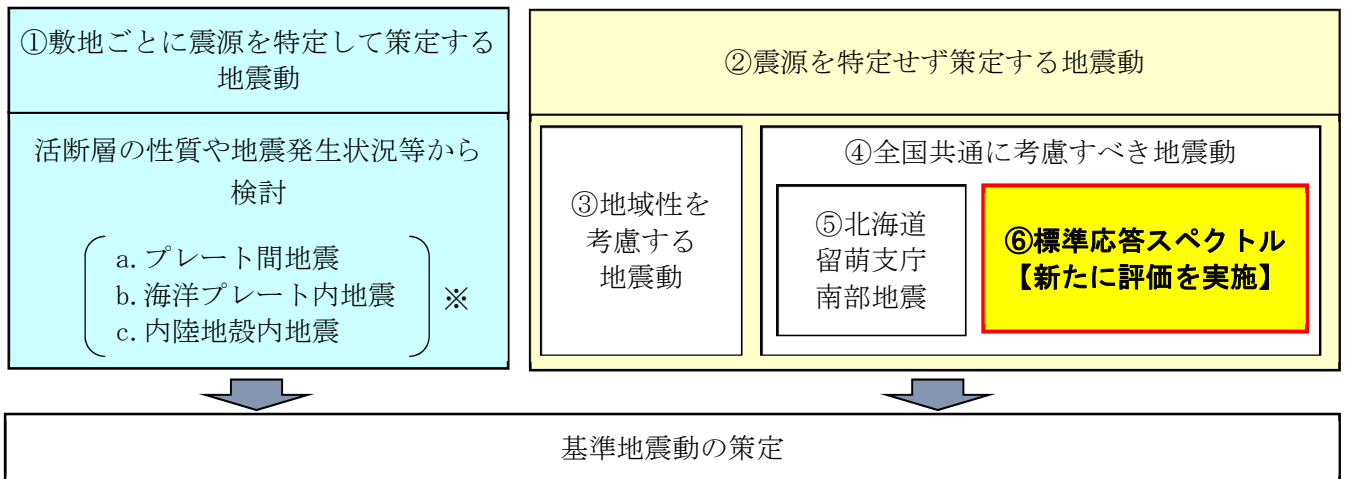 ①敷地ごとに震源を特定して策定する
地震動
活断層の性質や地震発生状況等から
検討
a.プレート間地震
b.海洋プレート内地震
c.内陸地殻内地震
※
②震源を特定せず策定する地震動
③地域性を
考慮する
地震動
④全国共通に考慮すべき地震動
⑤北海道
留萌支庁
南部地震
⑥標準応答スペクトル
【新たに評価を実施】
基準地震動の策定